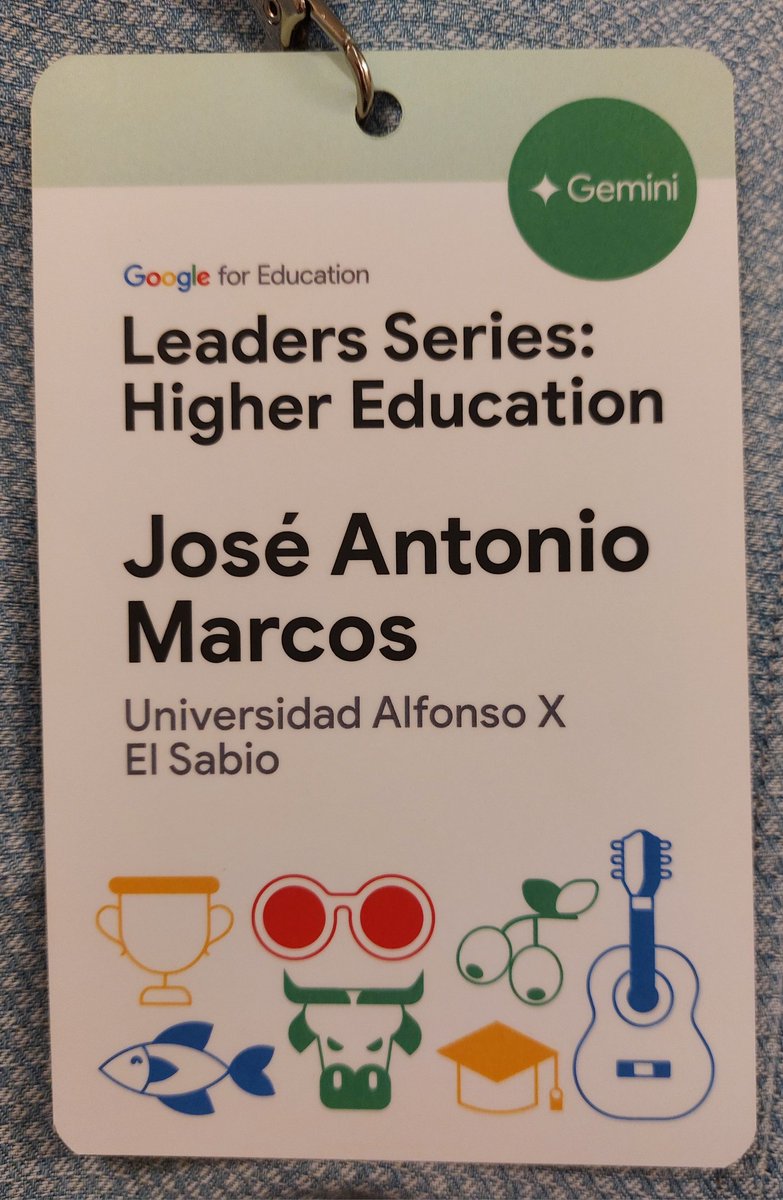 Gemini
Google for Education
Leaders Series:
Higher Education
José Antonio
Marcos
Universidad Alfonso X
El Sabio